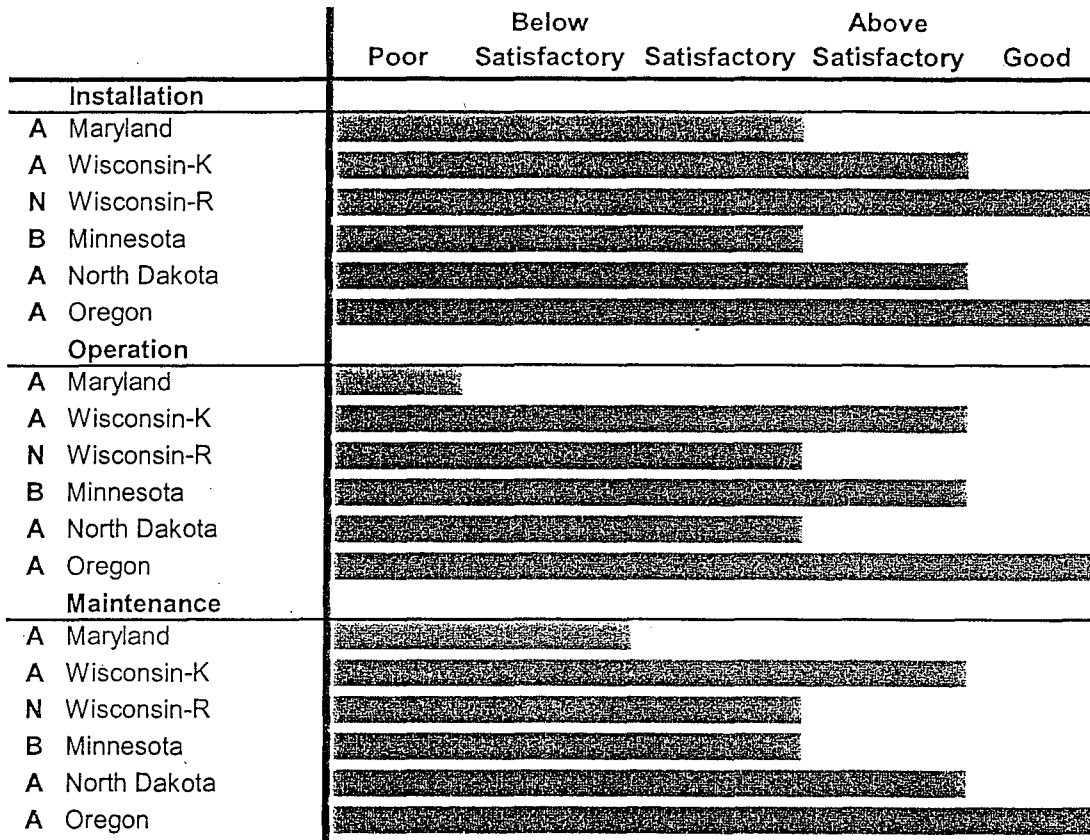 Below Above
Poor Satisfactory Satisfactory Satisfactory Good
Installation
A Maryland
A Wisconsin-K
N Wisconsin-R
B Minnesota
A North Dakota
A Oregon
Operation
A Maryland
A Wisconsin-K
N Wisconsin-R
B Minnesota
A North Dakota
A Oregon
Maintenance
A Maryland
A Wisconsin-K
N Wisconsin-R
B Minnesota
A North Dakota
A Oregon